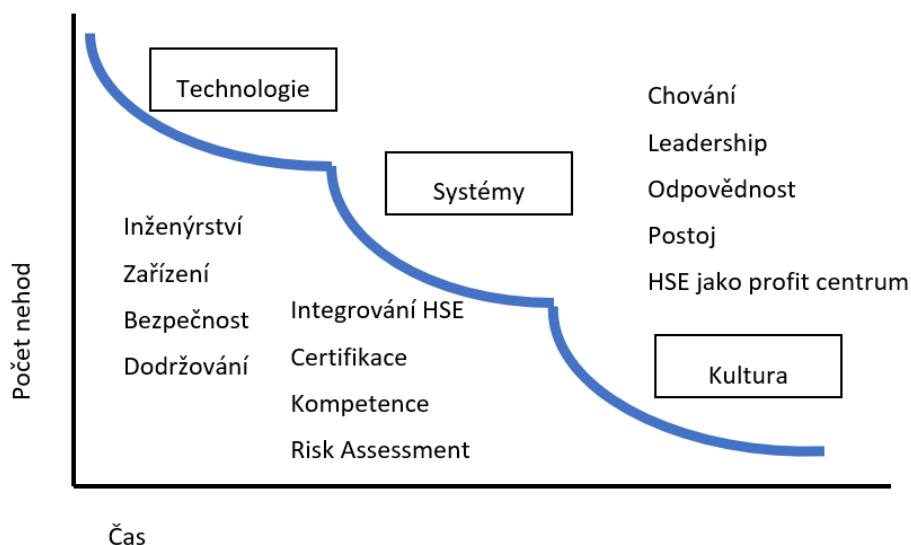 Technologie
Chování
Leadership
Systémy
Odpovědnost
Postoj
HSE jako profit centrum
Inženýrství
Zařízení
Bezpečnost
Dodržování
Integrování HSE
Certifikace
Kompetence
Risk Assessment
Kultura
Počet nehod
Čas